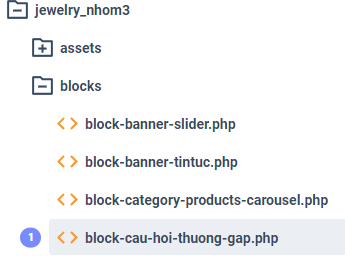 jewelry_nhom3
assets
blocks
block-banner-slider.php
block-banner-tintuc.php
block-category-products-carousel.php
1 block-cau-hoi-thuong-gap.php